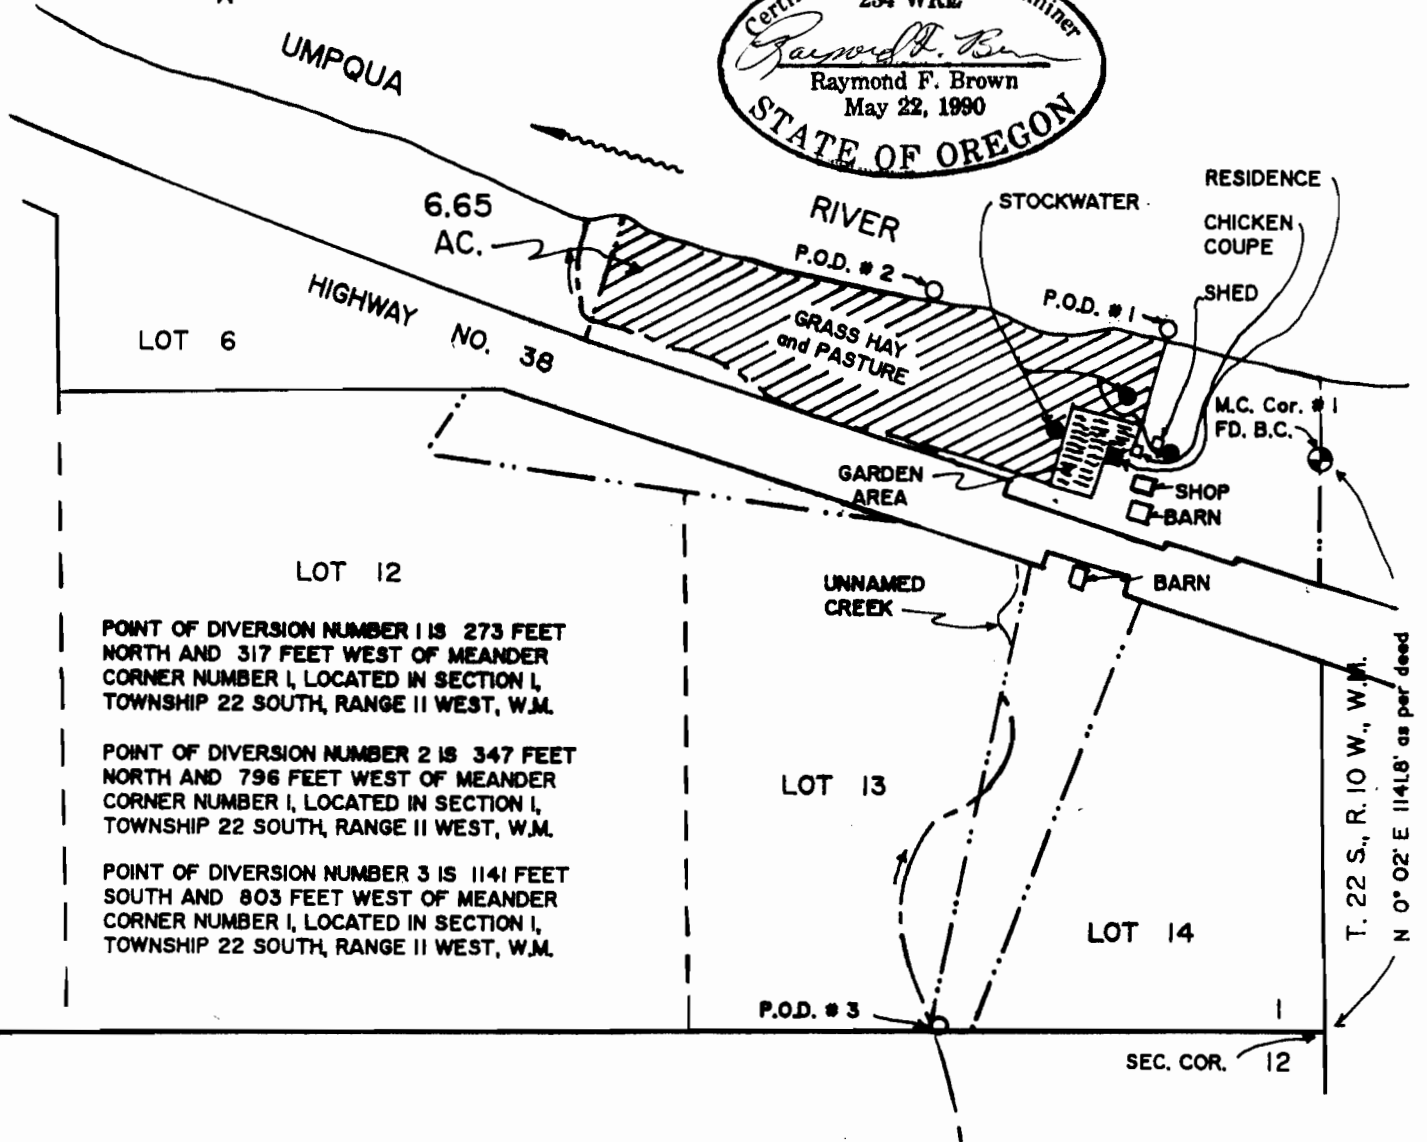 UMPQUA
254 WRE
Raymond F. Brown
May 22, 1990
STATE OF OREGON
RESIDENCE
STOCKWATER
CHICKEN
COUPE
6.65
AC.
RIVER
P.O.D. # 2
SHED
P.O.D. # 1
HIGHWAY NO. 38
GRASS HAY
and PASTURE
LOT 6
M.C. Cor. # 1
FD. B.C.
GARDEN
AREA
SHOP
BARN
LOT 12
UNNAMED
CREEK
BARN
POINT OF DIVERSION NUMBER 1 IS 273 FEET
NORTH AND 317 FEET WEST OF MEANDER
CORNER NUMBER 1, LOCATED IN SECTION 1,
TOWNSHIP 22 SOUTH, RANGE 11 WEST, W.M.
POINT OF DIVERSION NUMBER 2 IS 347 FEET
NORTH AND 796 FEET WEST OF MEANDER
CORNER NUMBER 1, LOCATED IN SECTION 1,
TOWNSHIP 22 SOUTH, RANGE 11 WEST, W.M.
POINT OF DIVERSION NUMBER 3 IS 1141 FEET
SOUTH AND 803 FEET WEST OF MEANDER
CORNER NUMBER 1, LOCATED IN SECTION 1,
TOWNSHIP 22 SOUTH, RANGE 11 WEST, W.M.
LOT 13
LOT 14
T. 22 S., R. 10 W., W.M.
N 0° 02' E 1141.8' as per deed
P.O.D. # 3
1
SEC. COR. 12